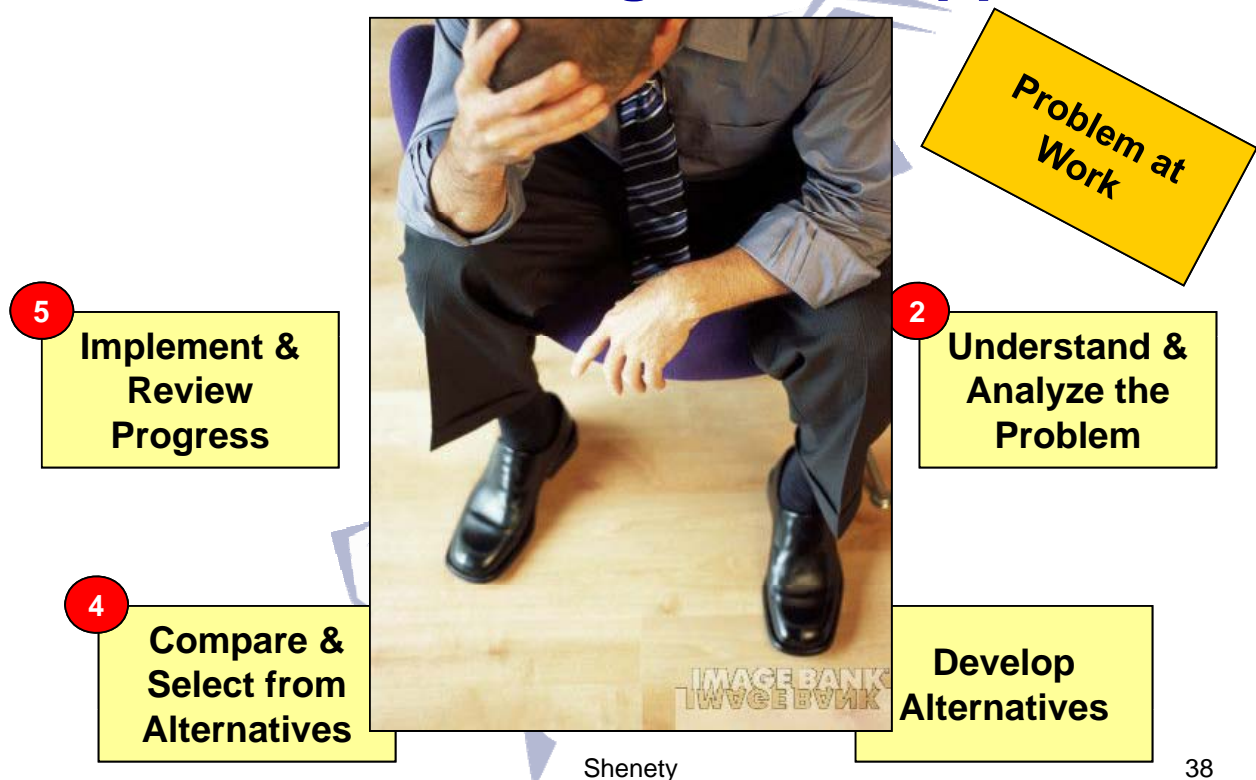 Problem at
Work
5
Implement &
Review
Progress
2
Understand &
Analyze the
Problem
4
Compare &
Select from
Alternatives
Develop
Alternatives
IMAGE BANK
Shenety
38